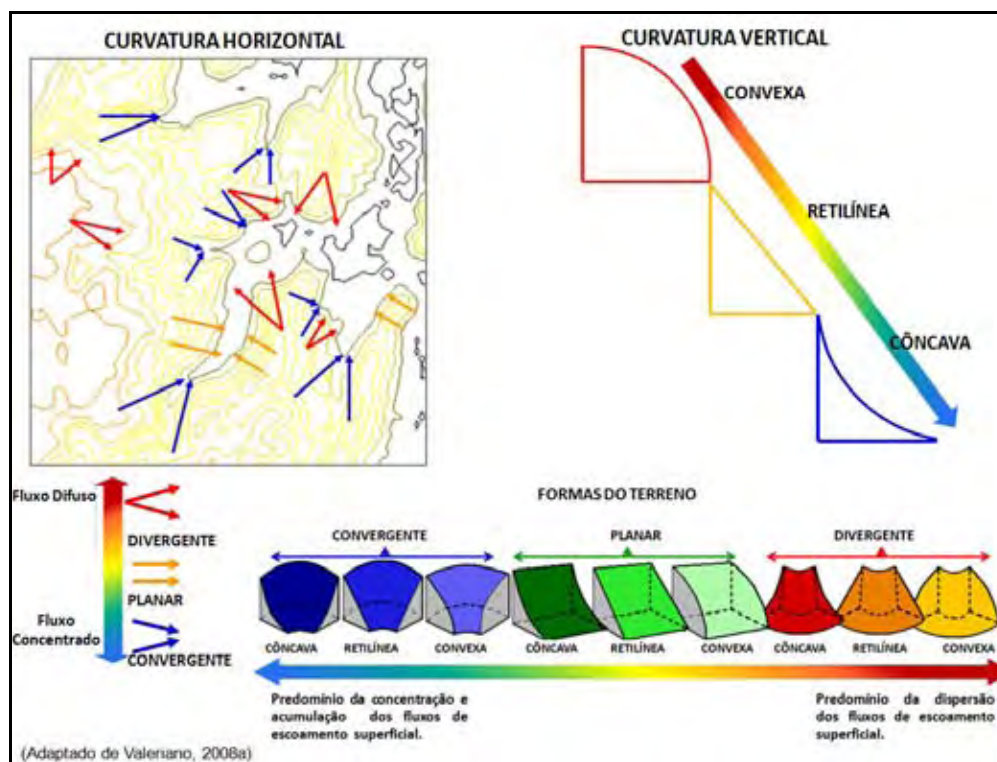 CURVATURA HORIZONTAL
CURVATURA VERTICAL
CONVEXA
RETILÍNEA
CÔNCAVA
Fluxo Difuso
DIVERGENTE
PLANAR
Fluxo
Concentrado
CONVERGENTE
FORMAS DO TERRENO
CONVERGENTE
PLANAR
DIVERGENTE
CÔNCAVA
RETILÍNEA
CONVEXA
CÔNCAVA
RETILÍNEA
CONVEXA
CÔNCAVA
RETILÍNEA
CONVEXA
Predomínio da concentração e
acumulação dos fluxos de
escoamento superficial.
Predomínio da dispersão
dos fluxos de escoamento
superficial.
(Adaptado de Valeriano, 2008a)